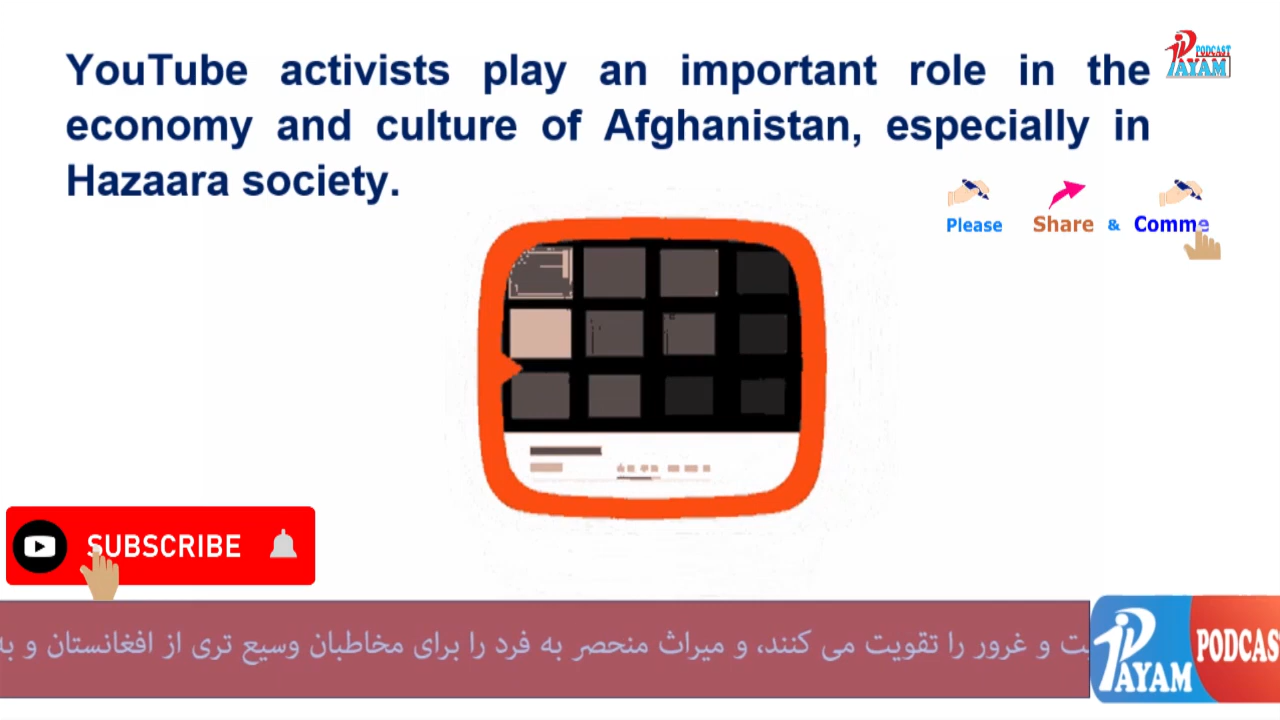 YouTube activists play an important role in the
economy and culture of Afghanistan, especially in
Hazaara society.
PODCAST
PAYAM
Please Share & Comme
SUBSCRIBE
و غرور را تقویت می کنند، و میراث منحصر به فرد را برای مخاطبان وسیع تری از افغانستان و
PAYAM
PODCAS